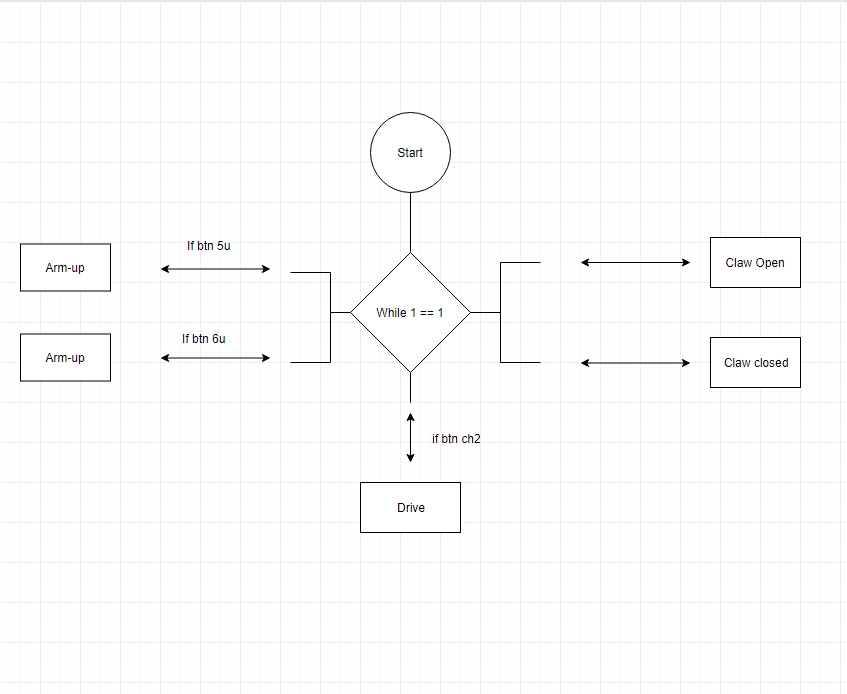 Start
If btn 5u
Arm-up
Claw Open
While 1 == 1
If btn 6u
Arm-up
Claw closed
if btn ch2
Drive